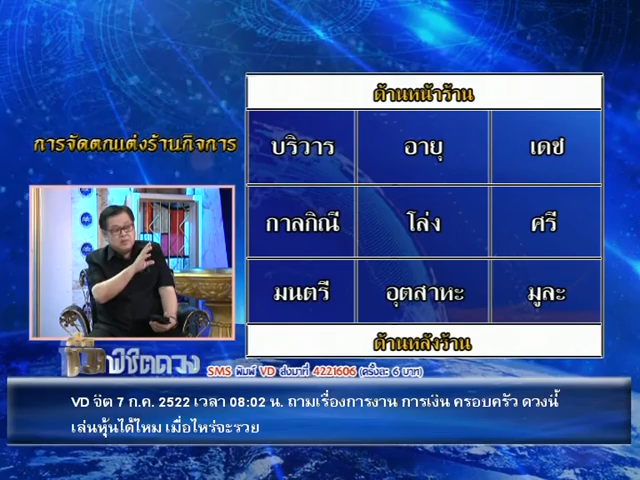 ด้านหน้าร้าน
การจัดตกแต่งร้านกิจการ
บริวาร อายุ เดช
กาลกิณี โล่ง ศรี
มนตรี อุตสาหะ มูละ
ด้านหลังร้าน
พิชิตดวง
SMS พิมพ์ VD ส่งมาที่ 4221606 (ครั้งละ 6 บาท)
VD จิต 7 ก.ค. 2522 เวลา 08:02 น. ถามเรื่องการงาน การเงิน ครอบครัว ดวงนี้
เล่นหุ้นได้ไหม เมื่อไหร่จะรวย